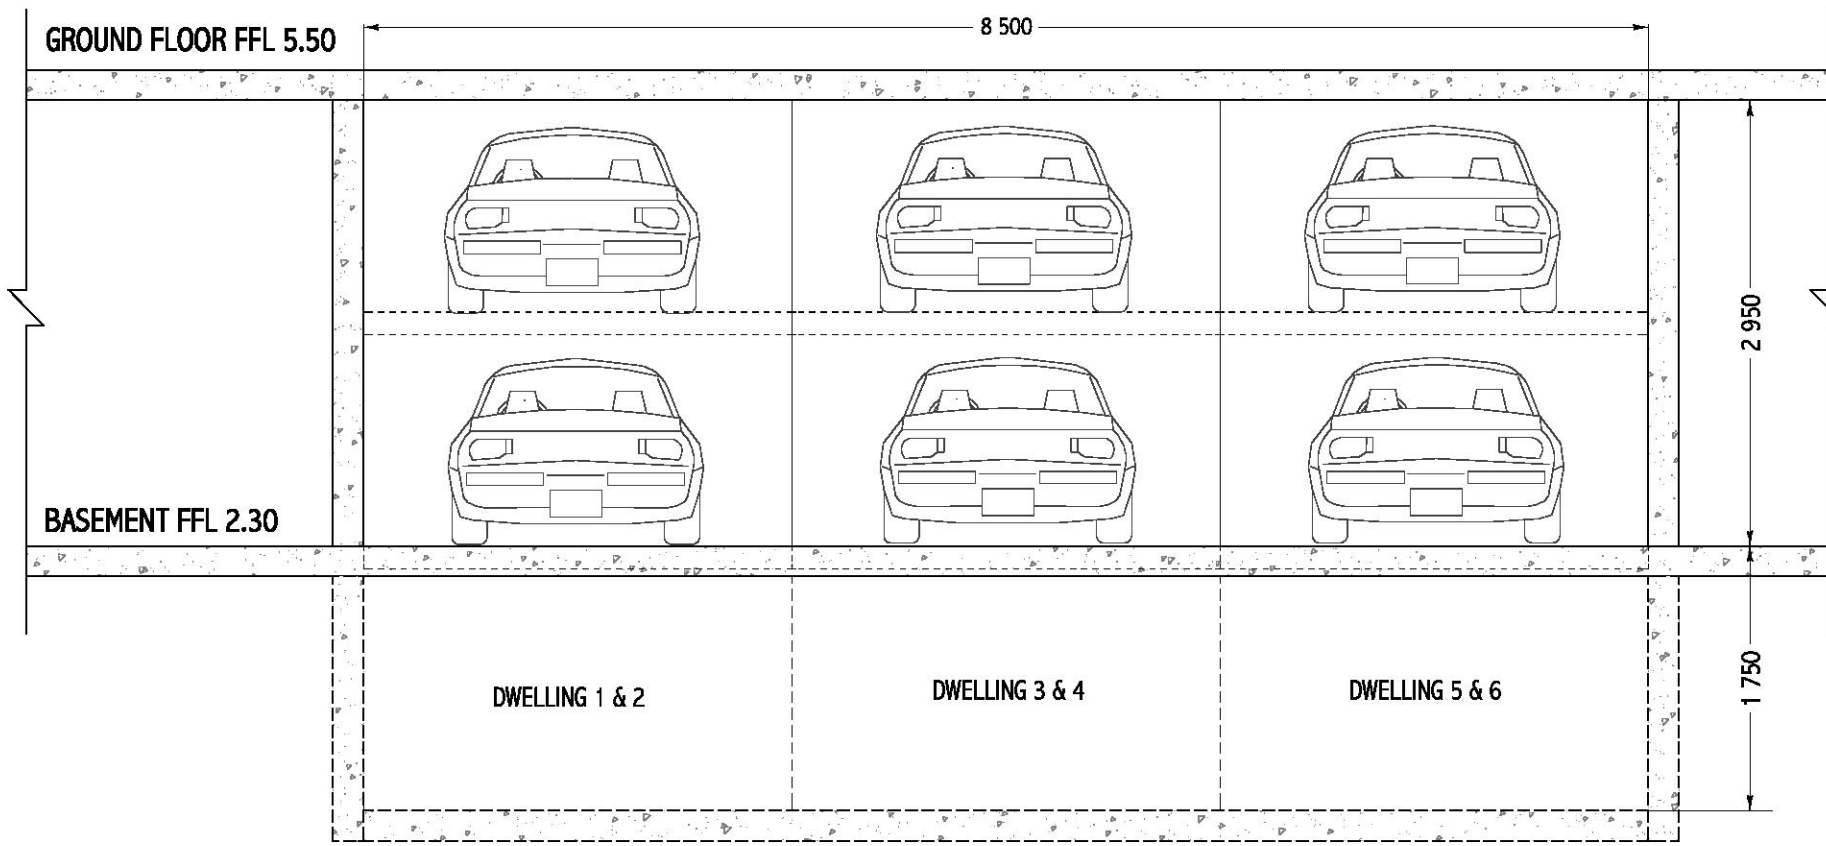 8 500
GROUND FLOOR FFL 5.50
2 950
BASEMENT FFL 2.30
1 750
DWELLING 1 & 2
DWELLING 3 & 4
DWELLING 5 & 6